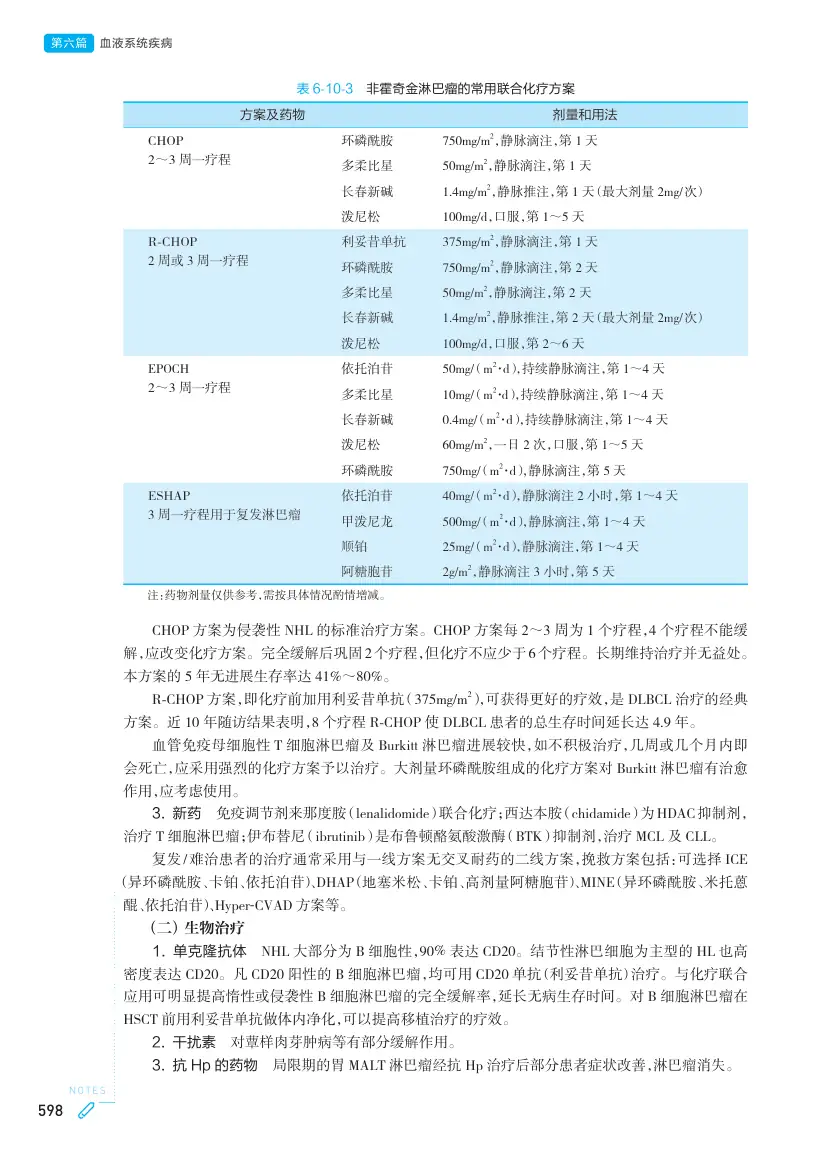 第六篇 血液系统疾病
表 6-10-3 非霍奇金淋巴瘤的常用联合化疗方案
方案及药物 剂量和用法
CHOP 环磷酰胺 750mg/m²,静脉滴注,第 1 天
2～3 周一疗程 多柔比星 50mg/m²,静脉滴注,第 1 天
长春新碱 1.4mg/m²,静脉推注,第 1 天(最大剂量 2mg/次)
泼尼松 100mg/d,口服,第 1～5 天
R-CHOP 利妥昔单抗 375mg/m²,静脉滴注,第 1 天
2 周或 3 周一疗程 环磷酰胺 750mg/m²,静脉滴注,第 2 天
多柔比星 50mg/m²,静脉滴注,第 2 天
长春新碱 1.4mg/m²,静脉推注,第 2 天(最大剂量 2mg/次)
泼尼松 100mg/d,口服,第 2～6 天
EPOCH 依托泊苷 50mg/(m²·d),持续静脉滴注,第 1～4 天
2～3 周一疗程 多柔比星 10mg/(m²·d),持续静脉滴注,第 1～4 天
长春新碱 0.4mg/(m²·d),持续静脉滴注,第 1～4 天
泼尼松 60mg/m²,一日 2 次,口服,第 1～5 天
环磷酰胺 750mg/(m²·d),静脉滴注,第 5 天
ESHAP 依托泊苷 40mg/(m²·d),静脉滴注 2 小时,第 1～4 天
3 周一疗程用于复发淋巴瘤 甲泼尼龙 500mg/(m²·d),静脉滴注,第 1～4 天
顺铂 25mg/(m²·d),静脉滴注,第 1～4 天
阿糖胞苷 2g/m²,静脉滴注 3 小时,第 5 天
注:药物剂量仅供参考,需按具体情况酌情增减。
CHOP 方案为侵袭性 NHL 的标准治疗方案。CHOP 方案每 2～3 周为 1 个疗程,4 个疗程不能缓
解,应改变化疗方案。完全缓解后巩固 2 个疗程,但化疗不应少于 6 个疗程。长期维持治疗并无益处。
本方案的 5 年无进展生存率达 41%～80%。
R-CHOP 方案,即化疗前加用利妥昔单抗(375mg/m²),可获得更好的疗效,是 DLBCL 治疗的经典
方案。近 10 年随访结果表明,8 个疗程 R-CHOP 使 DLBCL 患者的总生存时间延长达 4.9 年。
血管免疫母细胞性 T 细胞淋巴瘤及 Burkitt 淋巴瘤进展较快,如不积极治疗,几周或几个月内即
会死亡,应采用强烈的化疗方案予以治疗。大剂量环磷酰胺组成的化疗方案对 Burkitt 淋巴瘤有治愈
作用,应考虑使用。
3. 新药 免疫调节剂来那度胺(lenalidomide)联合化疗;西达本胺(chidamide)为 HDAC 抑制剂,
治疗 T 细胞淋巴瘤;伊布替尼(ibrutinib)是布鲁顿酪氨酸激酶(BTK)抑制剂,治疗 MCL 及 CLL。
复发/难治患者的治疗通常采用与一线方案无交叉耐药的二线方案,挽救方案包括:可选择 ICE
(异环磷酰胺、卡铂、依托泊苷)、DHAP(地塞米松、卡铂、高剂量阿糖胞苷)、MINE(异环磷酰胺、米托蒽
醌、依托泊苷)、Hyper-CVAD 方案等。
(二)生物治疗
1. 单克隆抗体 NHL 大部分为 B 细胞性,90% 表达 CD20。结节性淋巴细胞为主型的 HL 也高
密度表达 CD20。凡 CD20 阳性的 B 细胞淋巴瘤,均可用 CD20 单抗(利妥昔单抗)治疗。与化疗联合
应用可明显提高惰性或侵袭性 B 细胞淋巴瘤的完全缓解率,延长无病生存时间。对 B 细胞淋巴瘤在
HSCT 前用利妥昔单抗做体内净化,可以提高移植治疗的疗效。
2. 干扰素 对蕈样肉芽肿病等有部分缓解作用。
3. 抗 Hp 的药物 局限期的胃 MALT 淋巴瘤经抗 Hp 治疗后部分患者症状改善,淋巴瘤消失。
NOTES
598